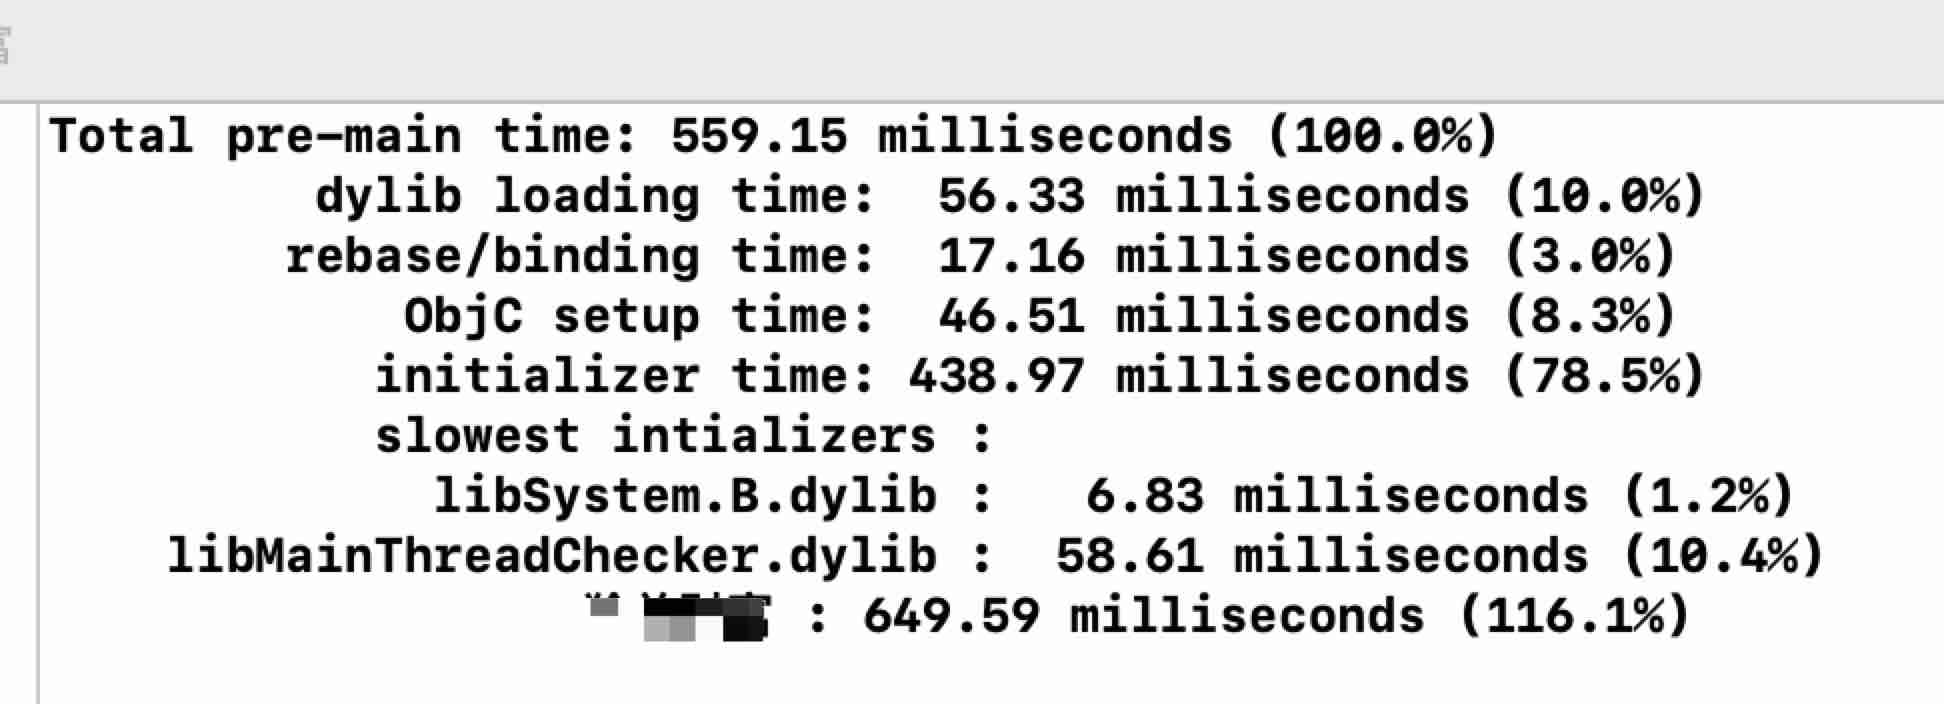 Total pre-main time: 559.15 milliseconds (100.0%)
dylib loading time:  56.33 milliseconds (10.0%)
rebase/binding time:  17.16 milliseconds (3.0%)
ObjC setup time:  46.51 milliseconds (8.3%)
initializer time: 438.97 milliseconds (78.5%)
slowest intializers :
libSystem.B.dylib :   6.83 milliseconds (1.2%)
libMainThreadChecker.dylib :  58.61 milliseconds (10.4%)
: 649.59 milliseconds (116.1%)